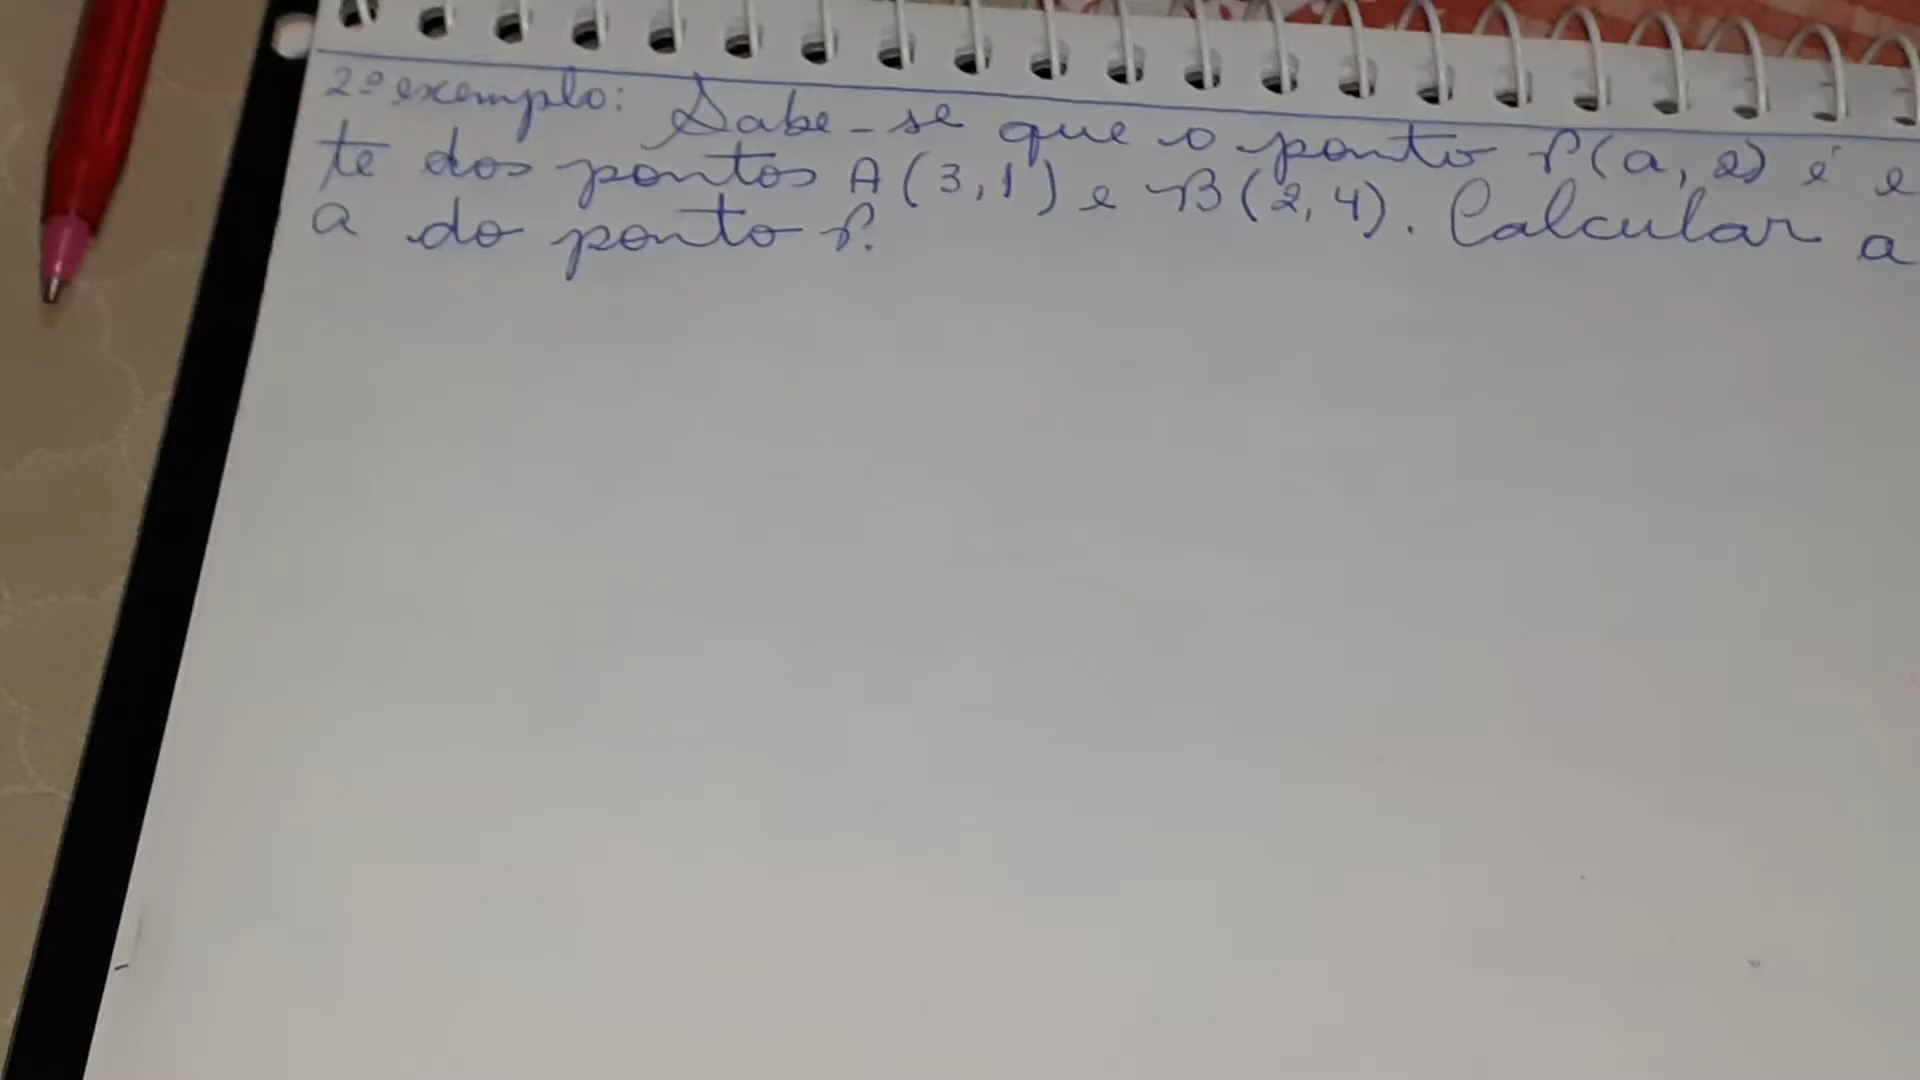 2º exemplo: Sabe-se que o ponto P(a, 2) é e
te dos pontos A(3,1) e B(2,4). Calcular a
a do ponto P.